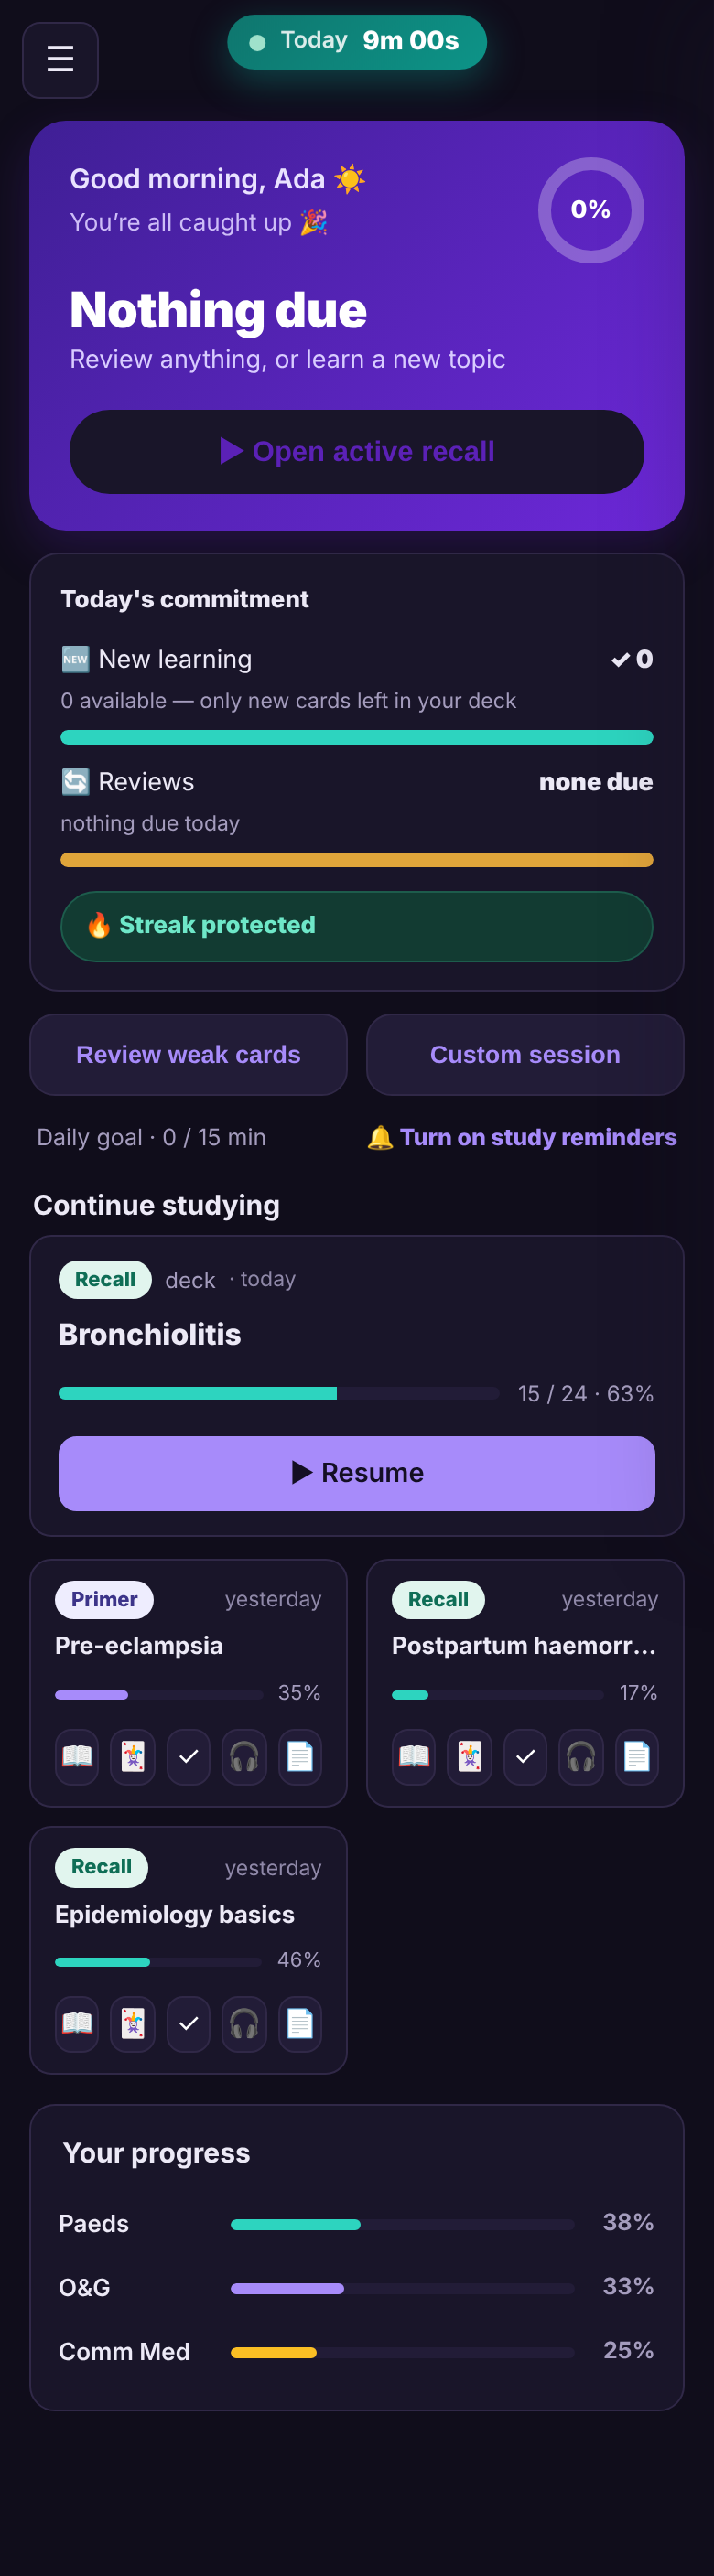 ☰
Today 9m 00s
Good morning, Ada ☀️
You’re all caught up 🎉
0%
Nothing due
Review anything, or learn a new topic
▶ Open active recall
Today's commitment
🆕 New learning ✓ 0
0 available — only new cards left in your deck
🔄 Reviews none due
nothing due today
🔥 Streak protected
Review weak cards Custom session
Daily goal · 0 / 15 min 🔔 Turn on study reminders
Continue studying
Recall deck · today
Bronchiolitis
15 / 24 · 63%
▶ Resume
Primer yesterday
Pre-eclampsia
35%
Recall yesterday
Postpartum haemorr…
17%
Recall yesterday
Epidemiology basics
46%
Your progress
Paeds 38%
O&G 33%
Comm Med 25%